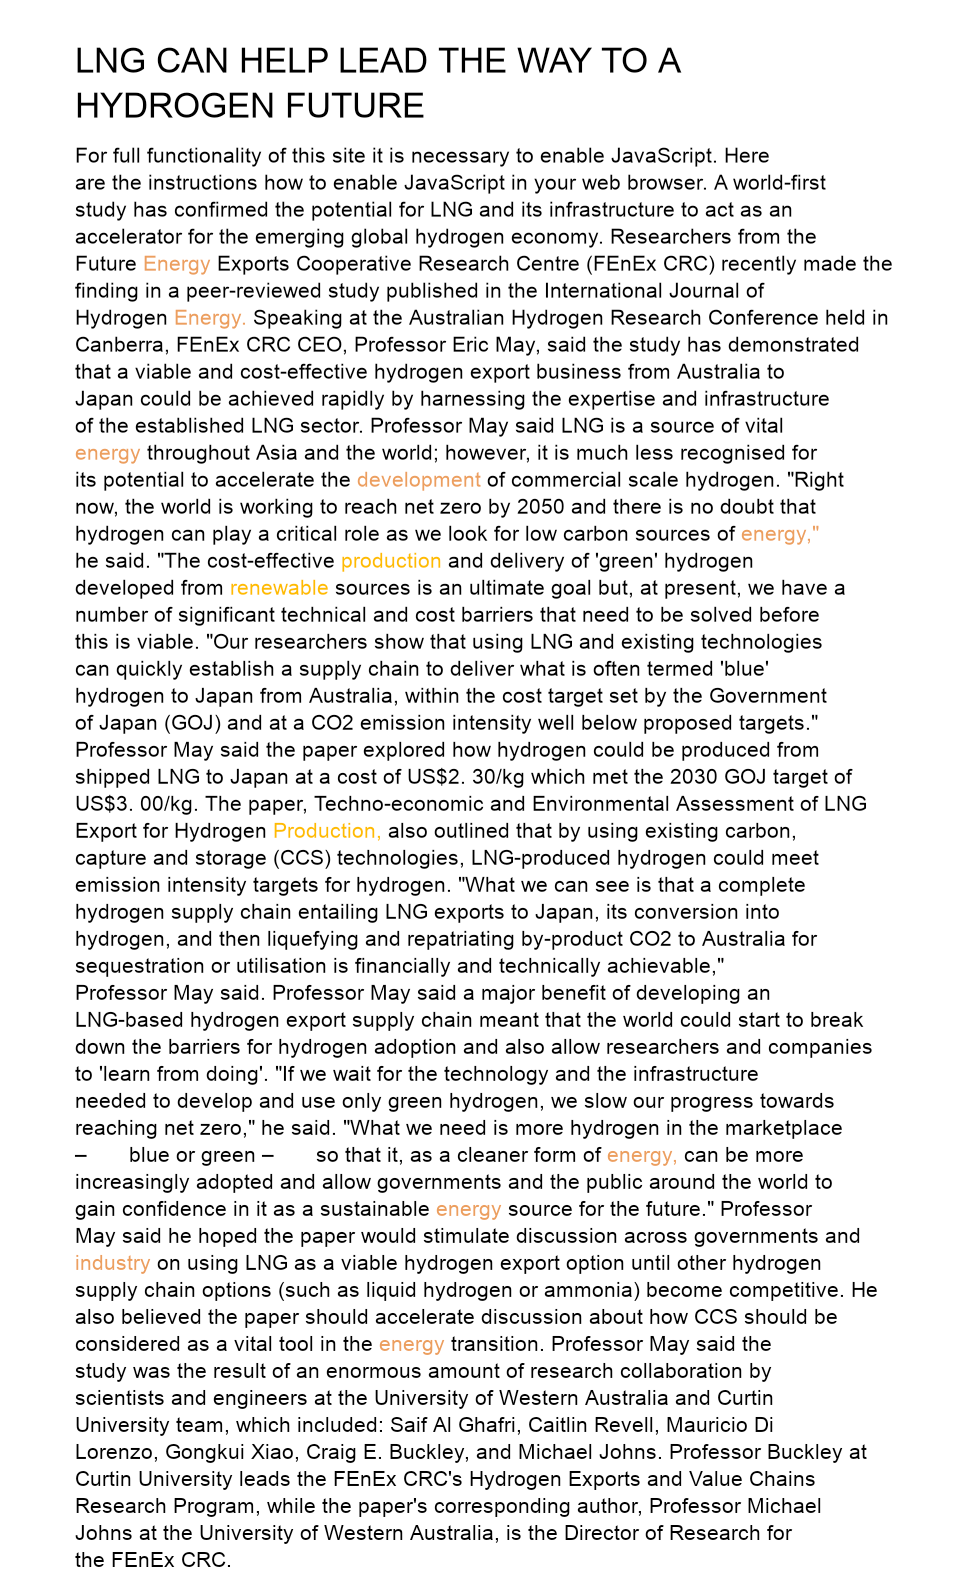 LNG CAN HELP LEAD THE WAY TO A
HYDROGEN FUTURE
For full functionality of this site it is necessary to enable JavaScript. Here
are the instructions how to enable JavaScript in your web browser. A world-first
study has confirmed the potential for LNG and its infrastructure to act as an
accelerator for the emerging global hydrogen economy. Researchers from the
Future Energy Exports Cooperative Research Centre (FEnEx CRC) recently made the
finding in a peer-reviewed study published in the International Journal of
Hydrogen Energy. Speaking at the Australian Hydrogen Research Conference held in
Canberra, FEnEx CRC CEO, Professor Eric May, said the study has demonstrated
that a viable and cost-effective hydrogen export business from Australia to
Japan could be achieved rapidly by harnessing the expertise and infrastructure
of the established LNG sector. Professor May said LNG is a source of vital
energy throughout Asia and the world; however, it is much less recognised for
its potential to accelerate the development of commercial scale hydrogen. "Right
now, the world is working to reach net zero by 2050 and there is no doubt that
hydrogen can play a critical role as we look for low carbon sources of energy,"
he said. "The cost-effective production and delivery of 'green' hydrogen
developed from renewable sources is an ultimate goal but, at present, we have a
number of significant technical and cost barriers that need to be solved before
this is viable. "Our researchers show that using LNG and existing technologies
can quickly establish a supply chain to deliver what is often termed 'blue'
hydrogen to Japan from Australia, within the cost target set by the Government
of Japan (GOJ) and at a CO2 emission intensity well below proposed targets."
Professor May said the paper explored how hydrogen could be produced from
shipped LNG to Japan at a cost of US$2. 30/kg which met the 2030 GOJ target of
US$3. 00/kg. The paper, Techno-economic and Environmental Assessment of LNG
Export for Hydrogen Production, also outlined that by using existing carbon,
capture and storage (CCS) technologies, LNG-produced hydrogen could meet
emission intensity targets for hydrogen. "What we can see is that a complete
hydrogen supply chain entailing LNG exports to Japan, its conversion into
hydrogen, and then liquefying and repatriating by-product CO2 to Australia for
sequestration or utilisation is financially and technically achievable,"
Professor May said. Professor May said a major benefit of developing an
LNG-based hydrogen export supply chain meant that the world could start to break
down the barriers for hydrogen adoption and also allow researchers and companies
to 'learn from doing'. "If we wait for the technology and the infrastructure
needed to develop and use only green hydrogen, we slow our progress towards
reaching net zero," he said. "What we need is more hydrogen in the marketplace
– blue or green – so that it, as a cleaner form of energy, can be more
increasingly adopted and allow governments and the public around the world to
gain confidence in it as a sustainable energy source for the future." Professor
May said he hoped the paper would stimulate discussion across governments and
industry on using LNG as a viable hydrogen export option until other hydrogen
supply chain options (such as liquid hydrogen or ammonia) become competitive. He
also believed the paper should accelerate discussion about how CCS should be
considered as a vital tool in the energy transition. Professor May said the
study was the result of an enormous amount of research collaboration by
scientists and engineers at the University of Western Australia and Curtin
University team, which included: Saif Al Ghafri, Caitlin Revell, Mauricio Di
Lorenzo, Gongkui Xiao, Craig E. Buckley, and Michael Johns. Professor Buckley at
Curtin University leads the FEnEx CRC's Hydrogen Exports and Value Chains
Research Program, while the paper's corresponding author, Professor Michael
Johns at the University of Western Australia, is the Director of Research for
the FEnEx CRC.